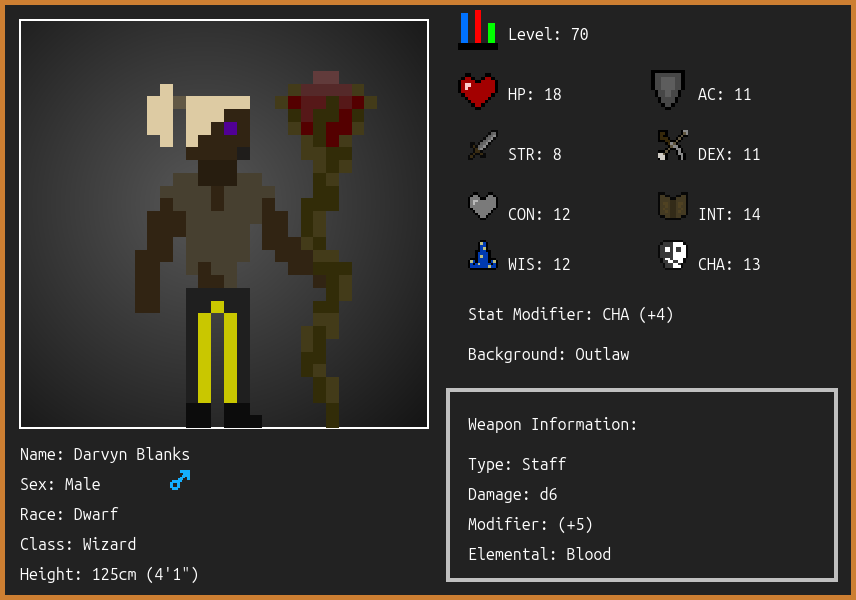 Level: 70
HP: 18
AC: 11
STR: 8
DEX: 11
CON: 12
INT: 14
WIS: 12
CHA: 13
Stat Modifier: CHA (+4)
Background: Outlaw
Weapon Information:
Type: Staff
Damage: d6
Modifier: (+5)
Elemental: Blood
Name: Darvyn Blanks
Sex: Male
Race: Dwarf
Class: Wizard
Height: 125cm (4'1")